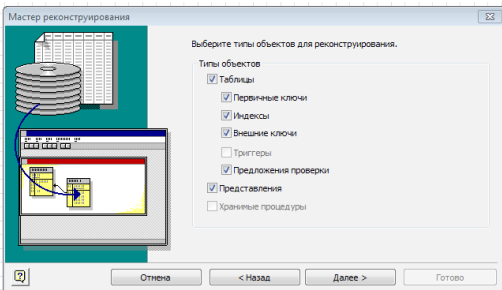 Мастер реконструирования
Выберите типы объектов для реконструирования.
Типы объектов
Таблицы
Первичные ключи
Индексы
Внешние ключи
Триггеры
Предложения проверки
Представления
Хранимые процедуры
Отмена
< Назад
Далее >
Готово